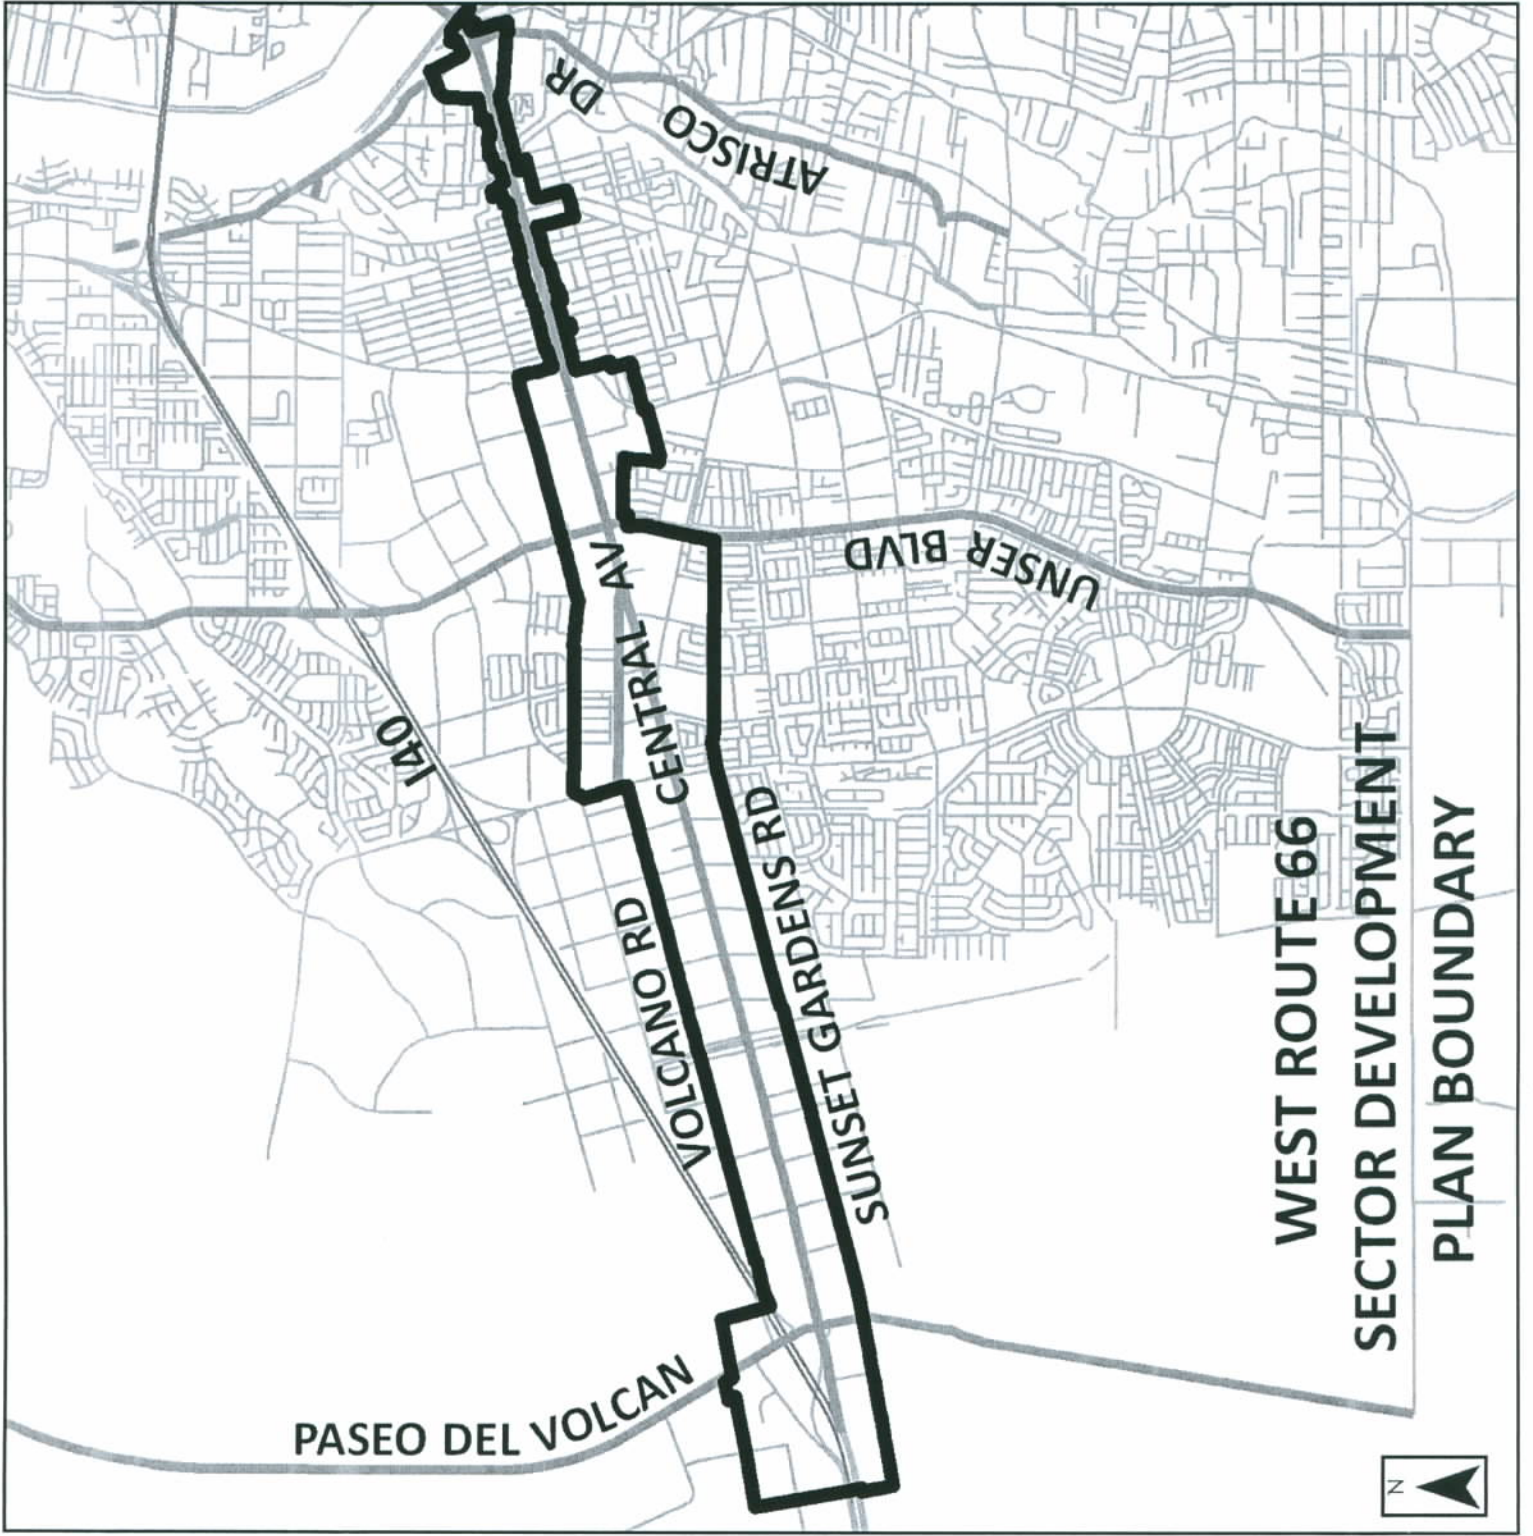 ATRISCO DR
I40
UNSER BLVD
CENTRAL AV
VOLCANO RD
SUNSET GARDENS RD
PASEO DEL VOLCAN
WEST ROUTE 66
SECTOR DEVELOPMENT
PLAN BOUNDARY
N